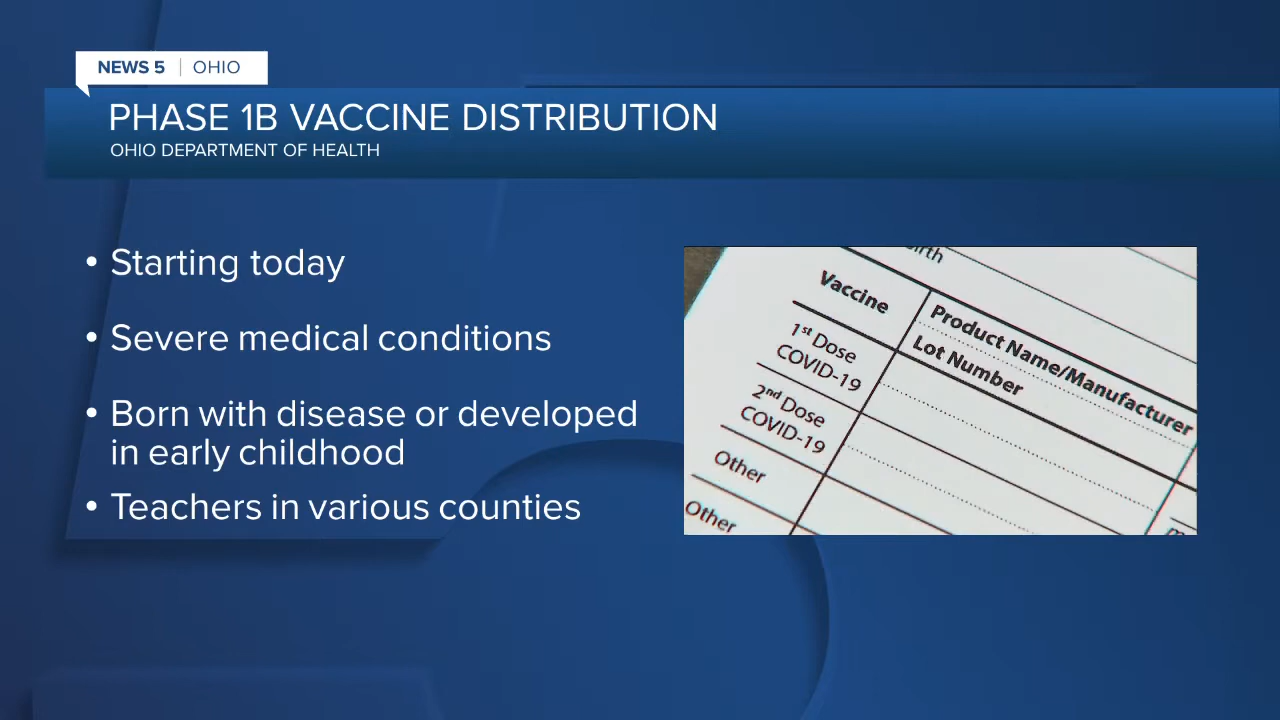 NEWS 5 | OHIO
PHASE 1B VACCINE DISTRIBUTION
OHIO DEPARTMENT OF HEALTH
• Starting today
• Severe medical conditions
• Born with disease or developed
in early childhood
• Teachers in various counties
Vaccine
Product Name/Manufacturer
Lot Number
1st Dose
COVID-19
2nd Dose
COVID-19
Other
Other